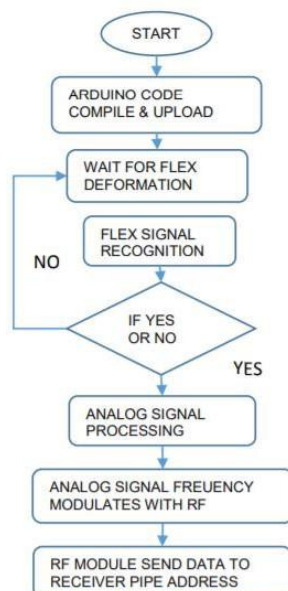 START
ARDUINO CODE
COMPILE & UPLOAD
WAIT FOR FLEX
DEFORMATION
FLEX SIGNAL
RECOGNITION
NO
IF YES
OR NO
YES
ANALOG SIGNAL
PROCESSING
ANALOG SIGNAL FREUENCY
MODULATES WITH RF
RF MODULE SEND DATA TO
RECEIVER PIPE ADDRESS